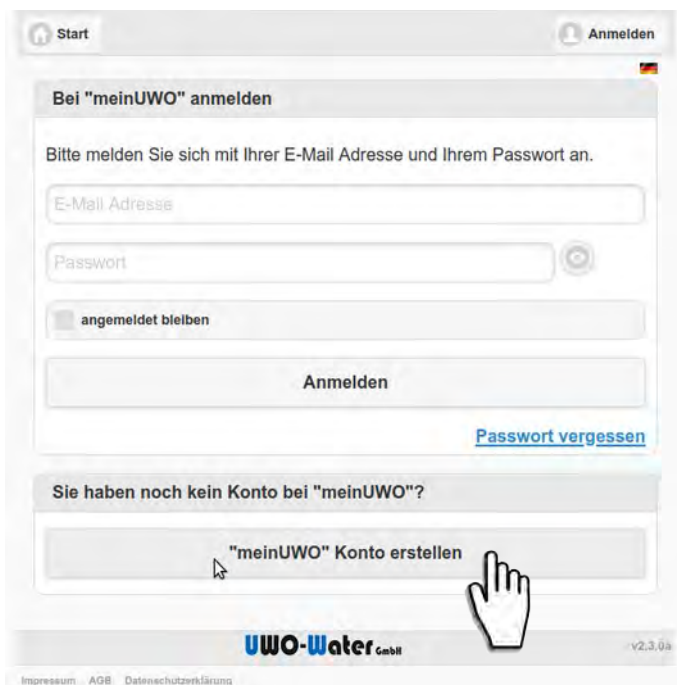 Start Anmelden
Bei "meinUWO" anmelden
Bitte melden Sie sich mit Ihrer E-Mail Adresse und Ihrem Passwort an.
E-Mail Adresse
Passwort
angemeldet bleiben
Anmelden
Passwort vergessen
Sie haben noch kein Konto bei "meinUWO"?
"meinUWO" Konto erstellen
UWO-Water GmbH v2.3.0a
Impressum AGB Datenschutzerklärung